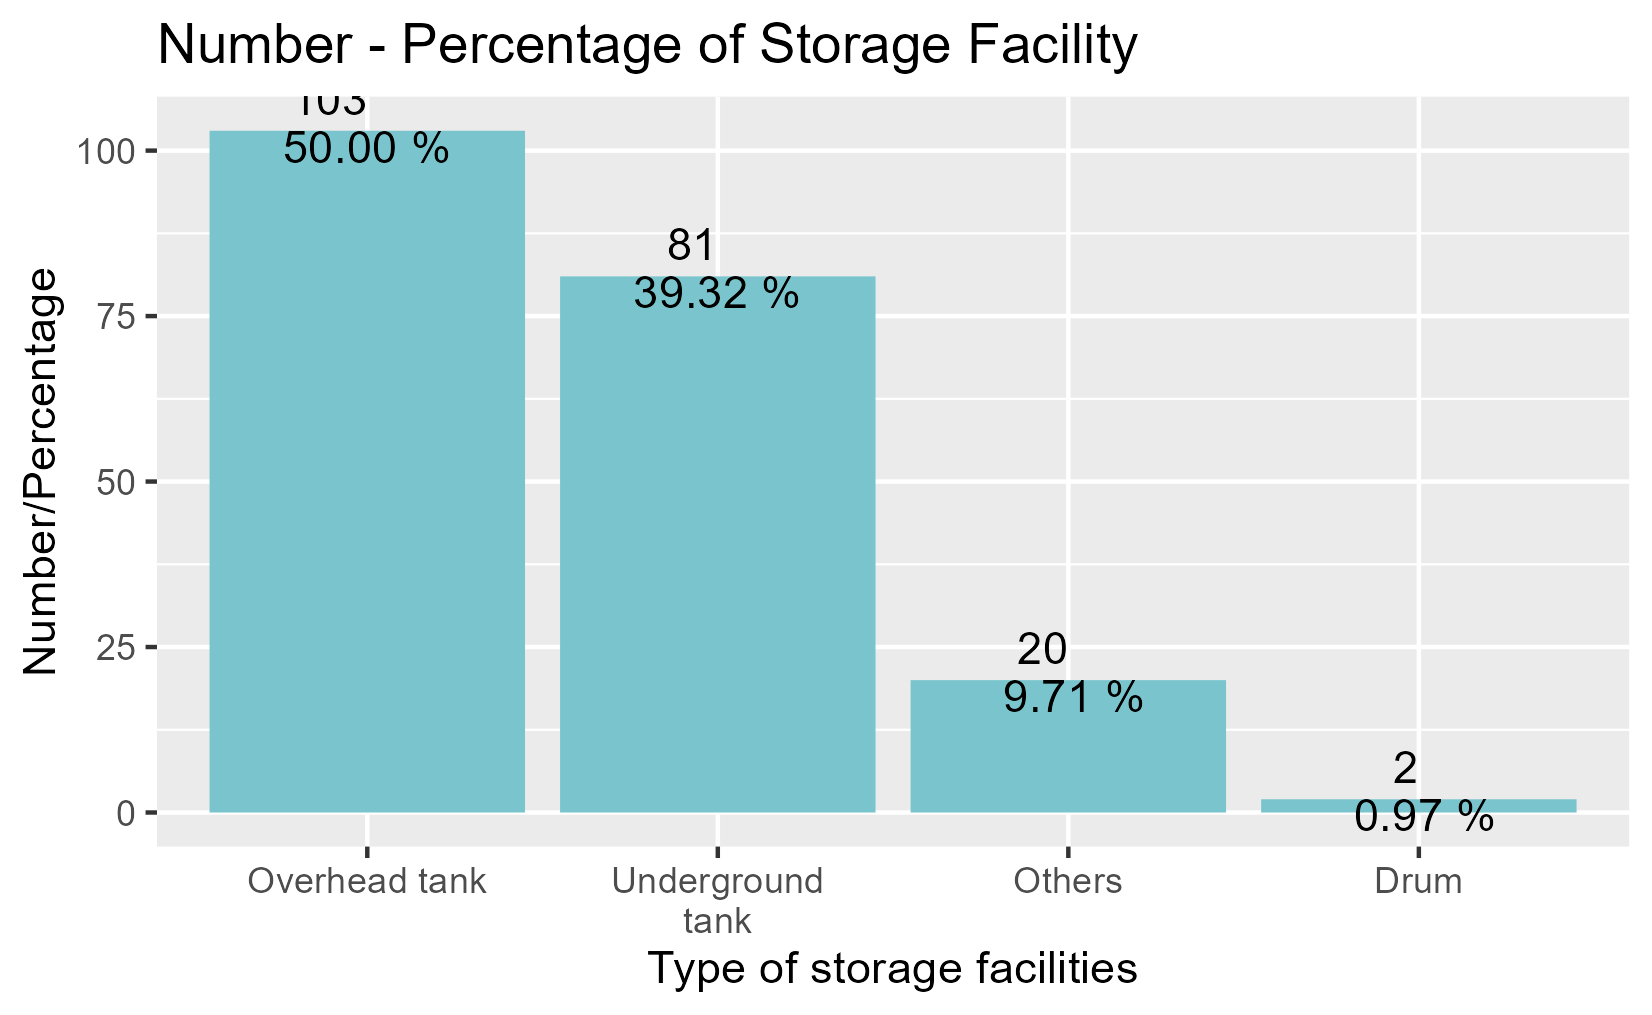 Number - Percentage of Storage Facility
103
50.00 %
81
39.32 %
20
9.71 %
2
0.97 %
100
75
50
25
0
Number/Percentage
Overhead tank
Underground
tank
Others
Drum
Type of storage facilities